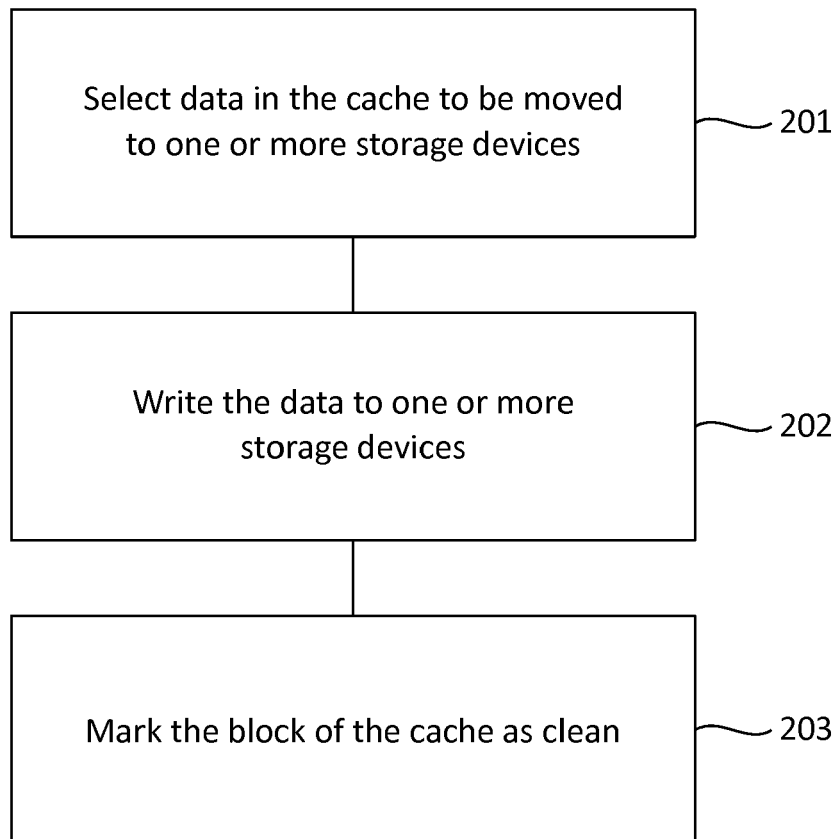 Select data in the cache to be moved
to one or more storage devices
201
Write the data to one or more
storage devices
202
Mark the block of the cache as clean
203